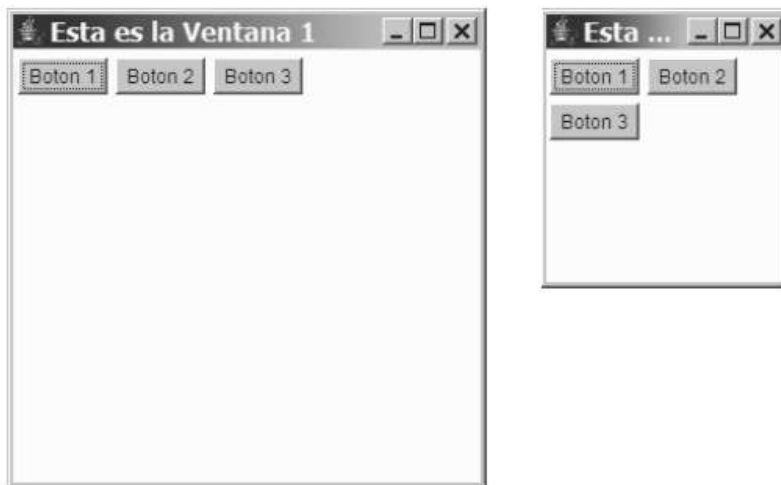 Esta es la Ventana 1
Boton 1 Boton 2 Boton 3
Esta ...
Boton 1 Boton 2
Boton 3